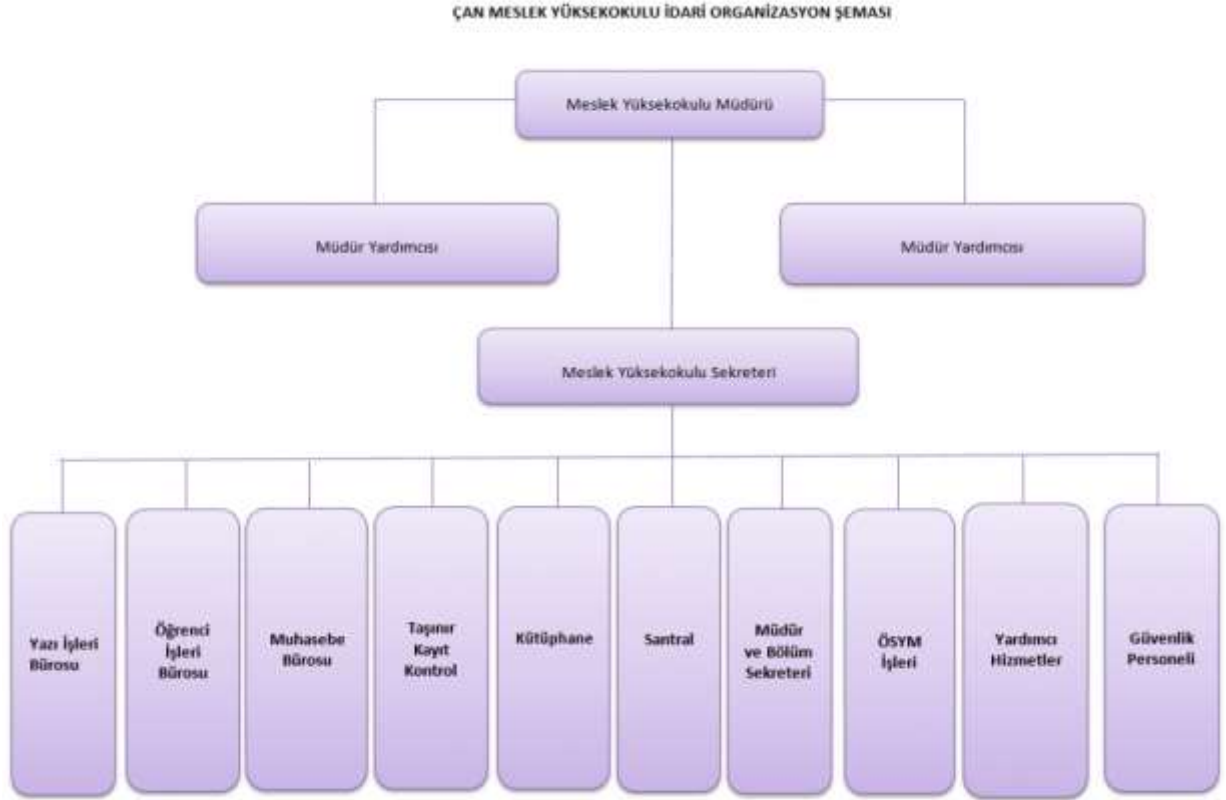 ÇAN MESLEK YÜKSEKOKULU İDARİ ORGANİZASYON ŞEMASI
Meslek Yüksekokulu Müdürü
Müdür Yardımcısı
Müdür Yardımcısı
Meslek Yüksekokulu Sekreteri
Yazı İşleri
Bürosu
Öğrenci
İşleri
Bürosu
Muhasebe
Bürosu
Taşınır
Kayıt
Kontrol
Kütüphane
Santral
Müdür
ve Bölüm
Sekreteri
ÖSYM
İşleri
Yardımcı
Hizmetler
Güvenlik
Personeli